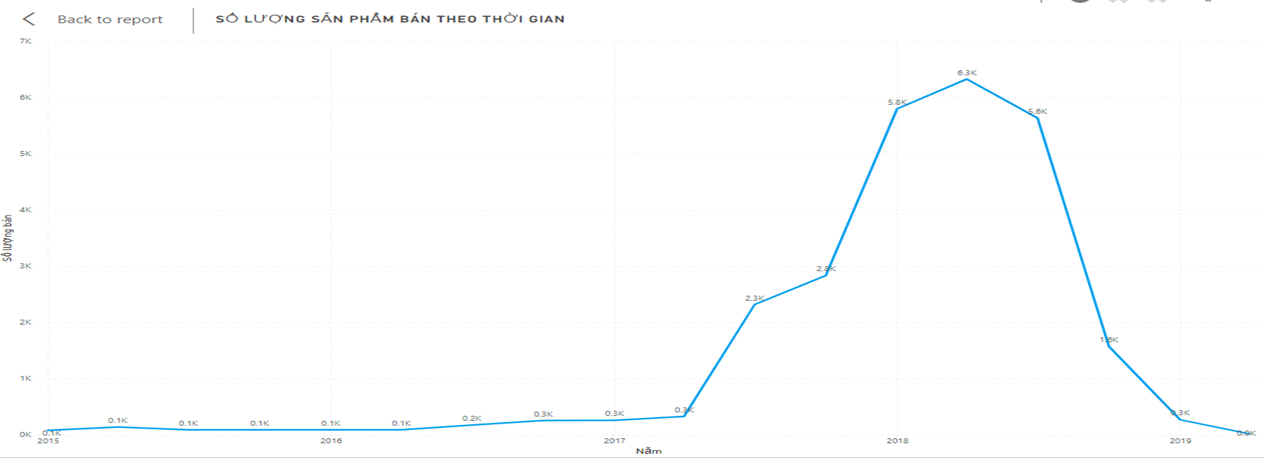 Back to report
SỐ LƯỢNG SẢN PHẨM BÁN THEO THỜI GIAN
7K
6K
5K
4K
3K
2K
1K
0K
Số lượng bán
0.1K
0.1K
0.1K
0.1K
0.1K
0.1K
0.2K
0.3K
0.3K
0.3K
2.3K
2.8K
5.8K
6.3K
5.6K
1.6K
0.3K
0.0K
2015
2016
2017
2018
2019
Năm